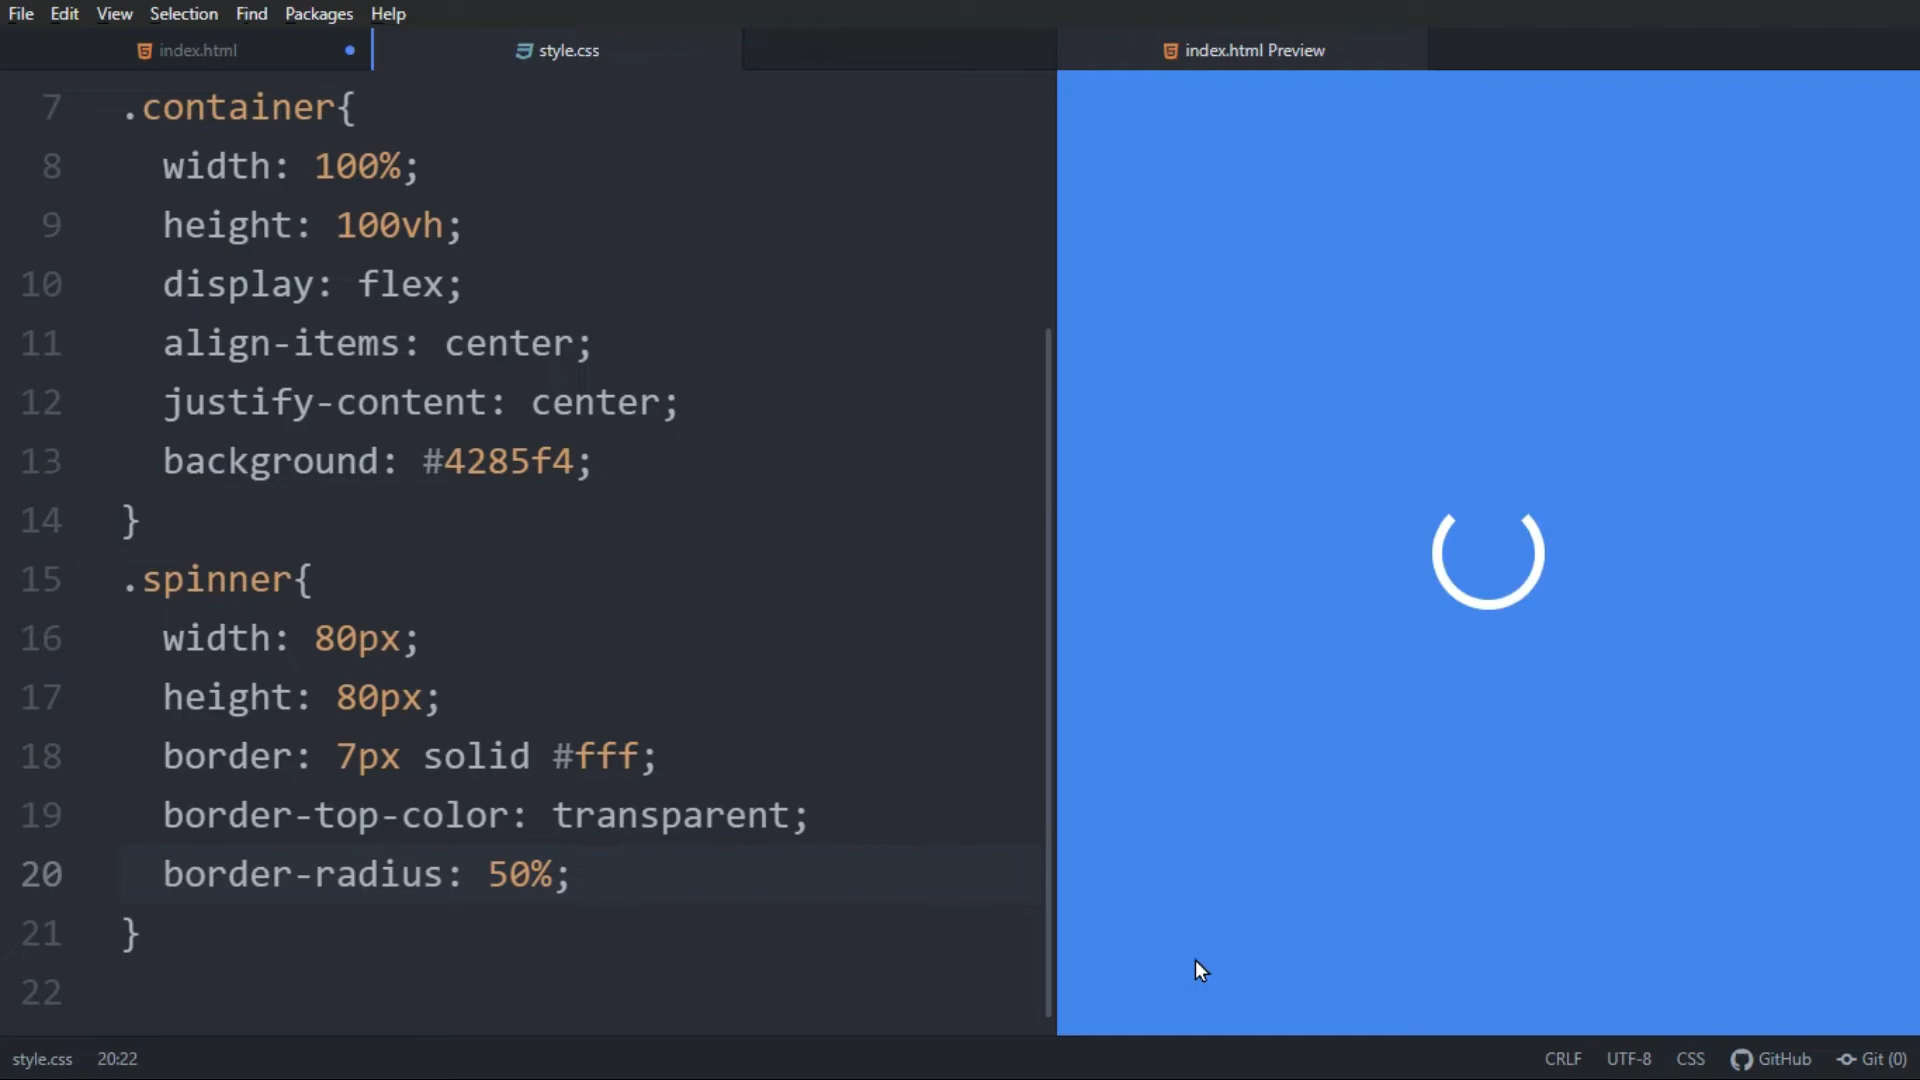 File Edit View Selection Find Packages Help
index.html style.css index.html Preview
7 .container{
8 width: 100%;
9 height: 100vh;
10 display: flex;
11 align-items: center;
12 justify-content: center;
13 background: #4285f4;
14 }
15 .spinner{
16 width: 80px;
17 height: 80px;
18 border: 7px solid #fff;
19 border-top-color: transparent;
20 border-radius: 50%;
21 }
22
style.css 20:22 CRLF UTF-8 CSS GitHub Git (0)